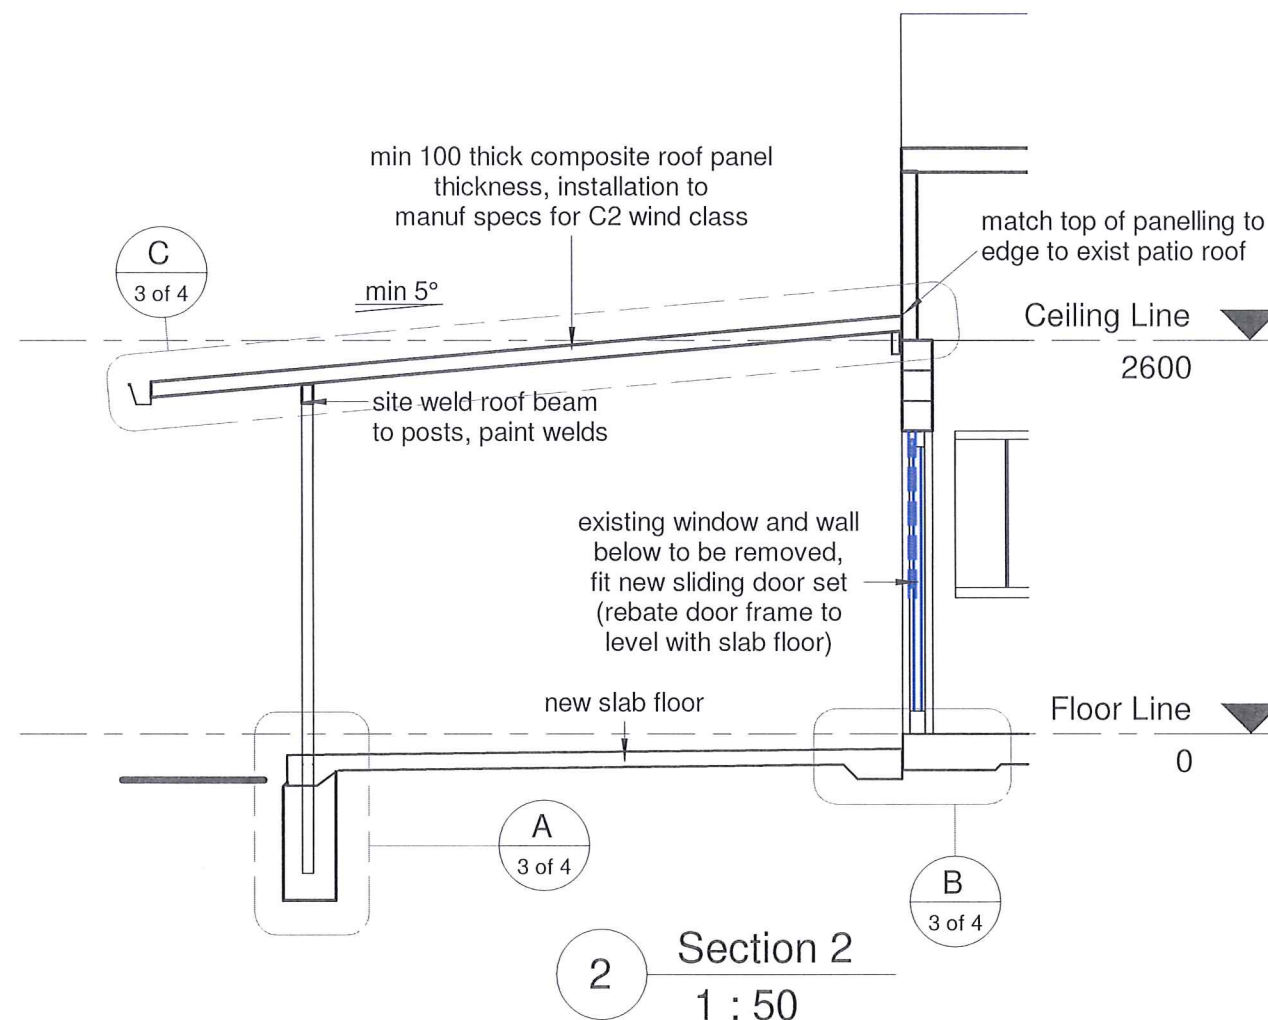 min 100 thick composite roof panel
thickness, installation to
manuf specs for C2 wind class
match top of panelling to
edge to exist patio roof
C
3 of 4
min 5°
Ceiling Line
2600
site weld roof beam
to posts, paint welds
existing window and wall
below to be removed,
fit new sliding door set
(rebate door frame to
level with slab floor)
new slab floor
Floor Line
0
A
3 of 4
B
3 of 4
2
Section 2
1 : 50